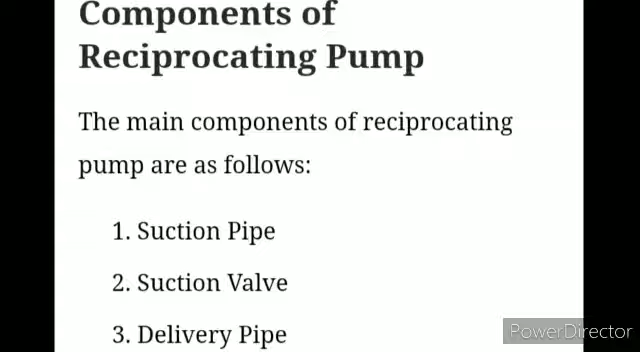 Components of
Reciprocating Pump
The main components of reciprocating
pump are as follows:
1. Suction Pipe
2. Suction Valve
3. Delivery Pipe
PowerDirector